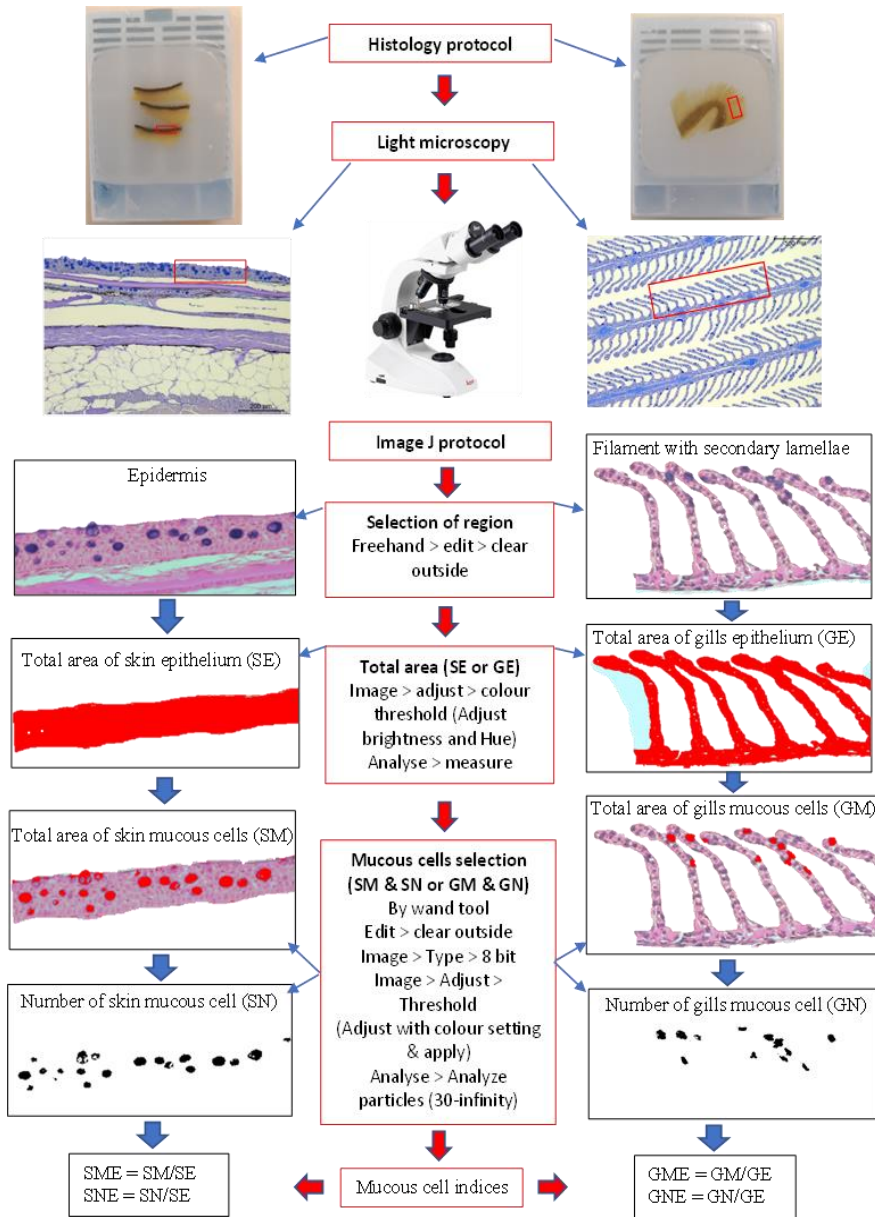 Histology protocol
Light microscopy
200 µm
Image J protocol
Epidermis
Filament with secondary lamellae
Selection of region
Freehand > edit > clear
outside
Total area of skin epithelium (SE)
Total area (SE or GE)
Image > adjust > colour
threshold (Adjust
brightness and Hue)
Analyse > measure
Total area of gills epithelium (GE)
Total area of skin mucous cells (SM)
Mucous cells selection
(SM & SN or GM & GN)
By wand tool
Edit > clear outside
Image > Type > 8 bit
Image > Adjust >
Threshold
(Adjust with colour setting
& apply)
Analyse > Analyze
particles (30-infinity)
Total area of gills mucous cells (GM)
Number of skin mucous cell (SN)
Number of gills mucous cell (GN)
SME = SM/SE
SNE = SN/SE
Mucous cell indices
GME = GM/GE
GNE = GN/GE